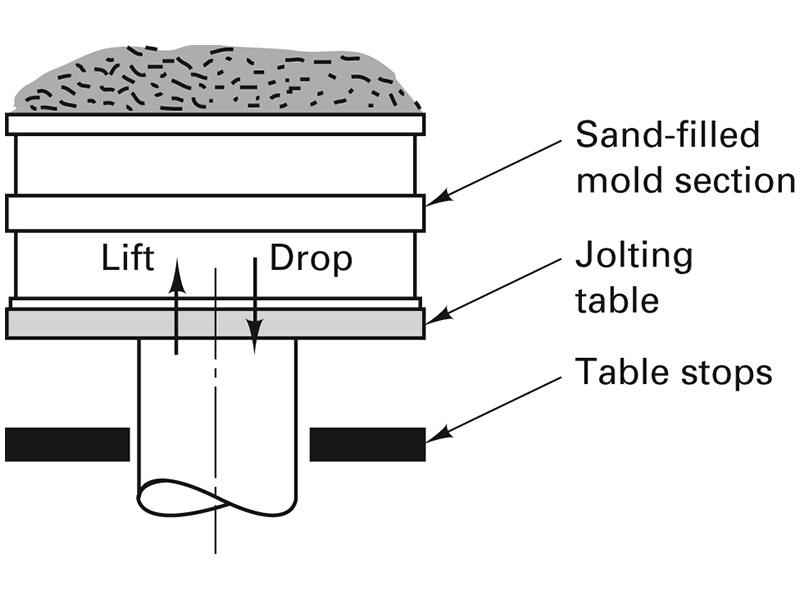 Sand-filled
mold section
Lift
Drop
Jolting
table
Table stops